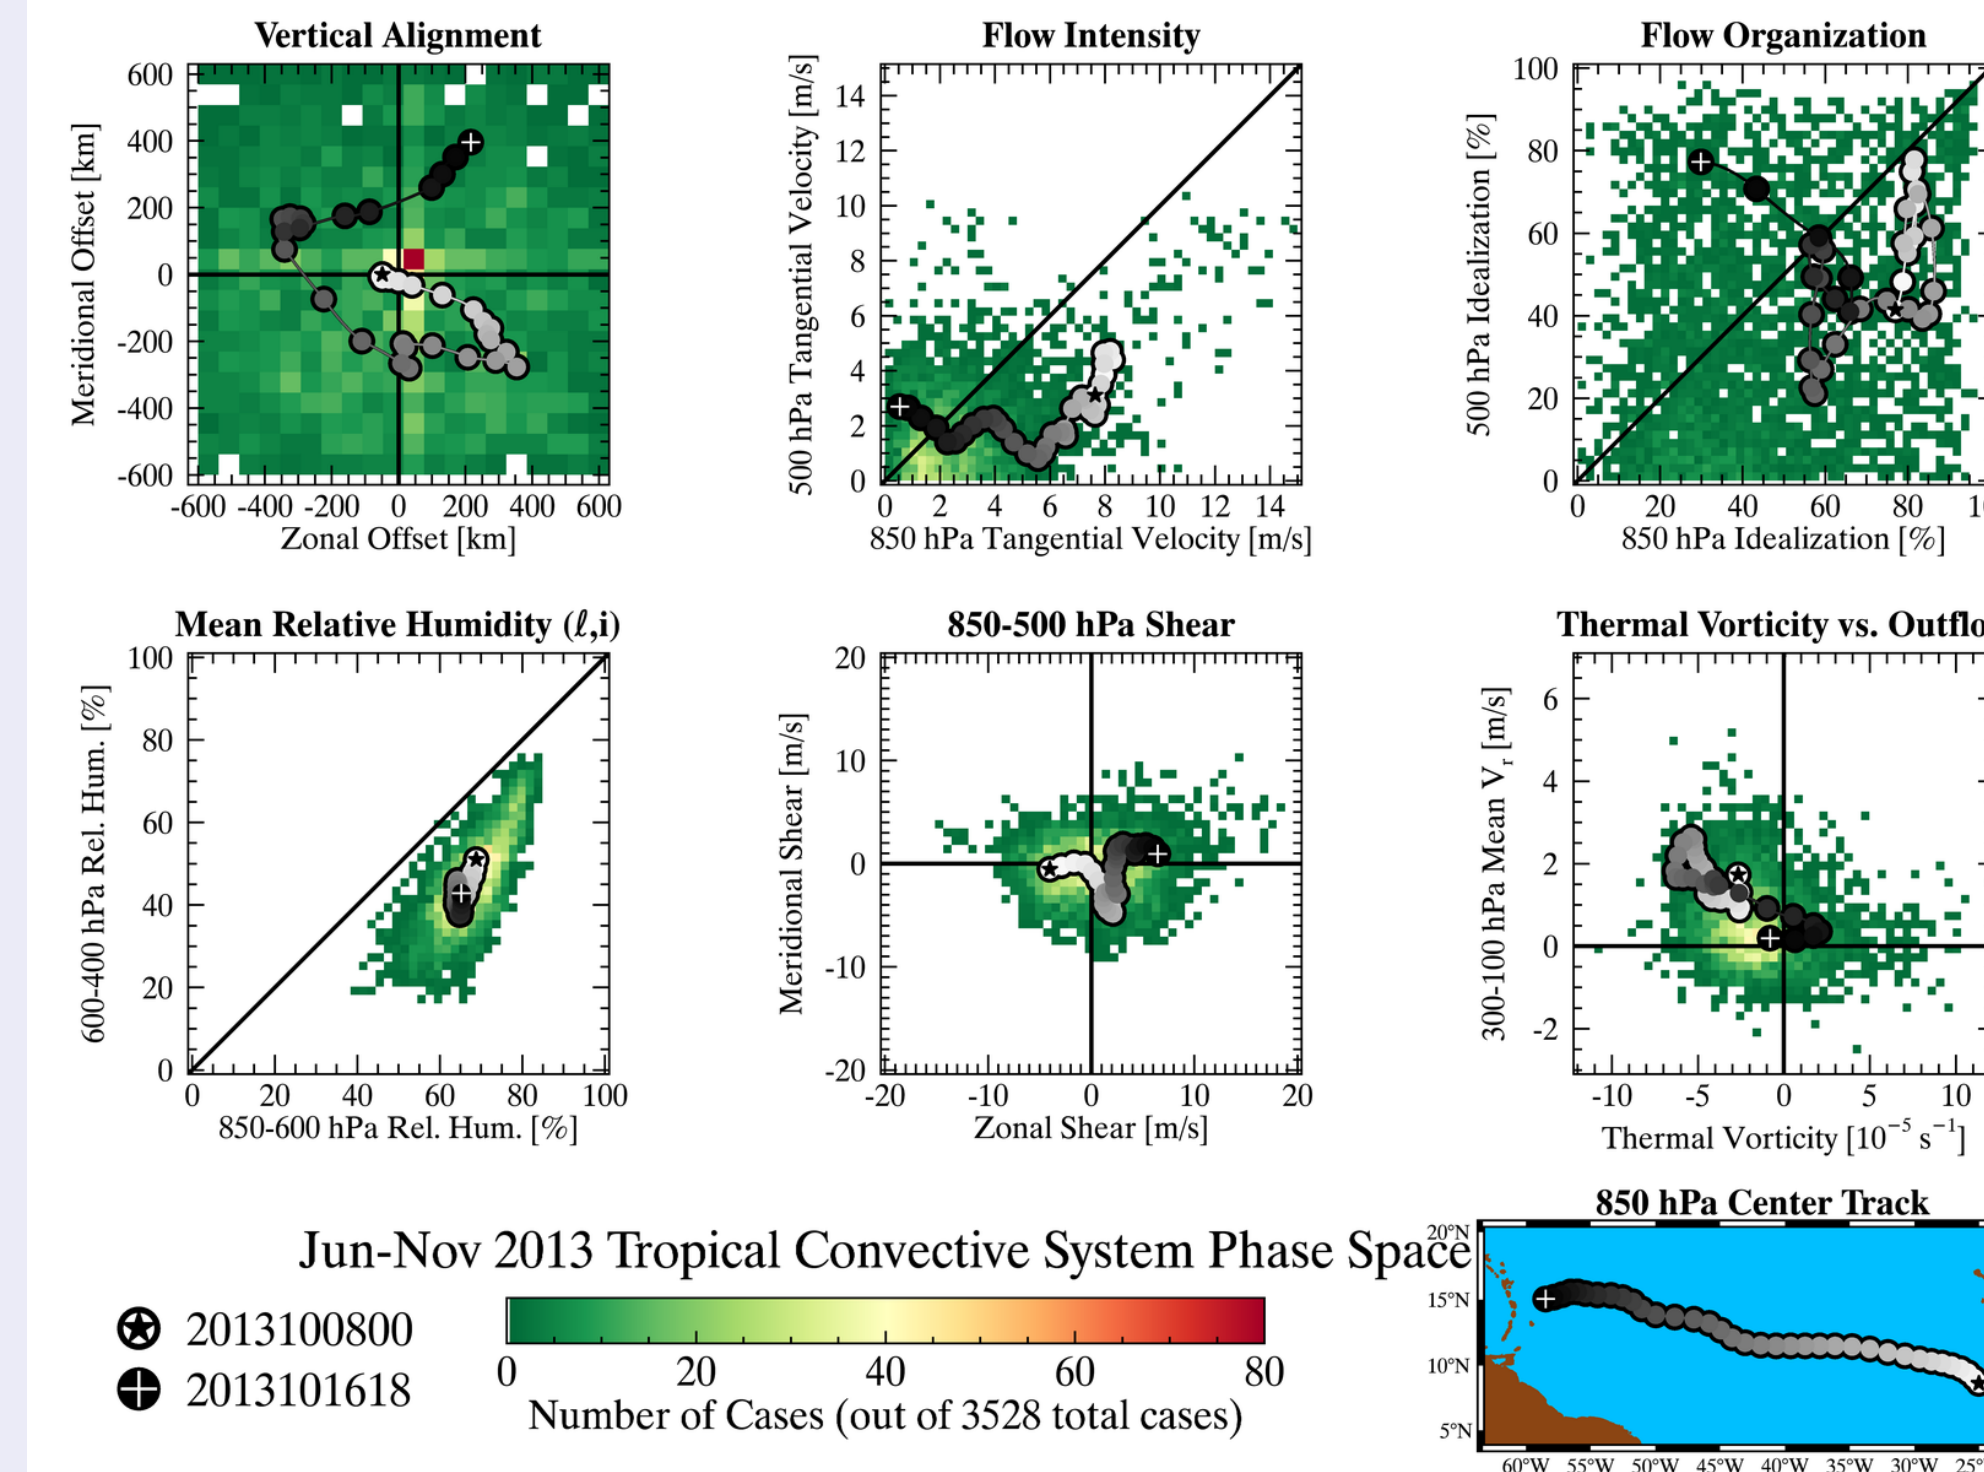 Vertical Alignment
600
400
200
0
-200
-400
-600
Meridional Offset [km]
-600 -400 -200 0 200 400 600
Zonal Offset [km]
Flow Intensity
14
12
10
8
6
4
2
0
500 hPa Tangential Velocity [m/s]
0 2 4 6 8 10 12 14
850 hPa Tangential Velocity [m/s]
Flow Organization
100
80
60
40
20
0
500 hPa Idealization [%]
0 20 40 60 80 10
850 hPa Idealization [%]
Mean Relative Humidity (ℓ,i)
100
80
60
40
20
0
600-400 hPa Rel. Hum. [%]
0 20 40 60 80 100
850-600 hPa Rel. Hum. [%]
850-500 hPa Shear
20
10
0
-10
-20
Meridional Shear [m/s]
-20 -10 0 10 20
Zonal Shear [m/s]
Thermal Vorticity vs. Outflo
6
4
2
0
-2
300-100 hPa Mean Vr [m/s]
-10 -5 0 5 10
Thermal Vorticity [10⁻⁵ s⁻¹]
Jun-Nov 2013 Tropical Convective System Phase Space
2013100800
2013101618
0 20 40 60 80
Number of Cases (out of 3528 total cases)
850 hPa Center Track
20°N
15°N
10°N
5°N
60°W 55°W 50°W 45°W 40°W 35°W 30°W 25°